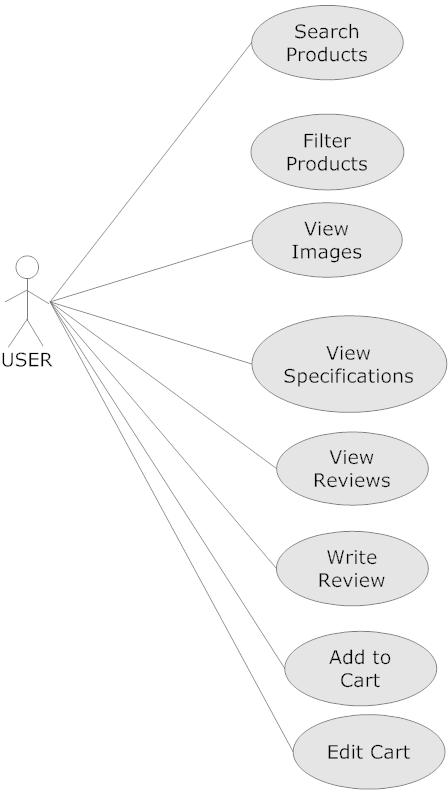 Search
Products
Filter
Products
View
Images
USER
View
Specifications
View
Reviews
Write
Review
Add to
Cart
Edit Cart